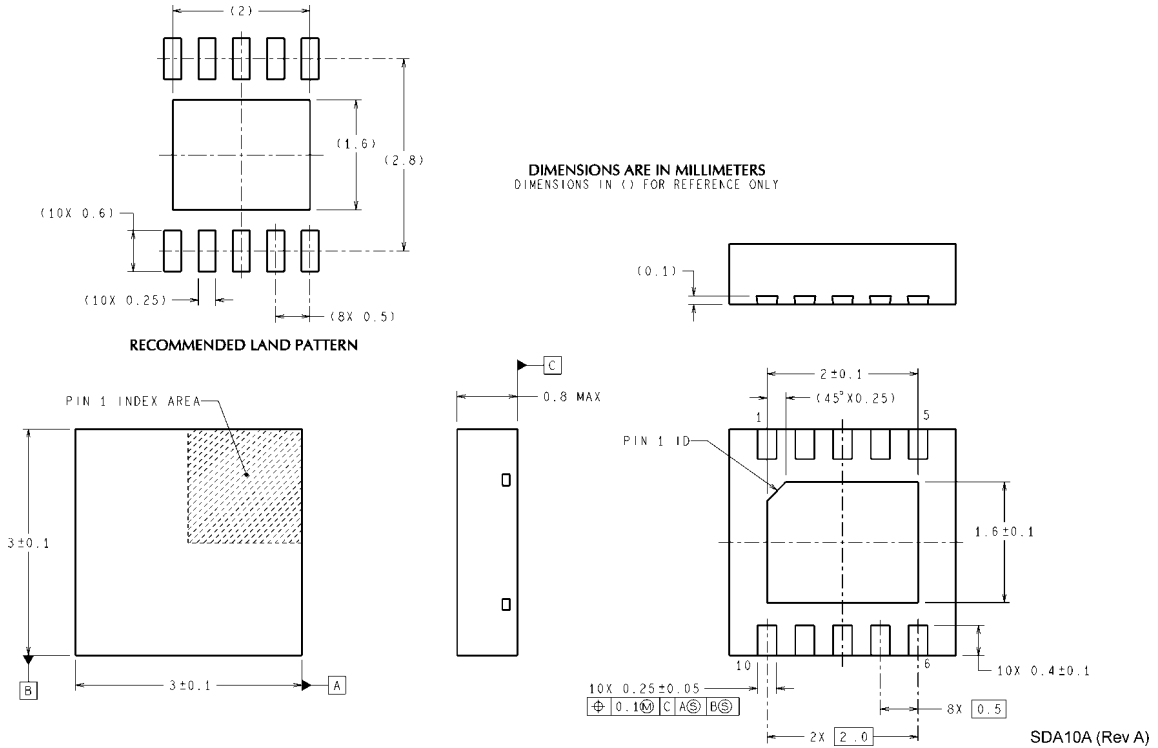 (2)
(1.6)
(2.8)
DIMENSIONS ARE IN MILLIMETERS
DIMENSIONS IN () FOR REFERENCE ONLY
(10X 0.6)
(10X 0.25)
(8X 0.5)
(0.1)
RECOMMENDED LAND PATTERN
C
0.8 MAX
2±0.1
(45°X0.25)
PIN 1 INDEX AREA
1
5
PIN 1 ID
3±0.1
1.6±0.1
10
6
10X 0.4±0.1
B
3±0.1
A
10X 0.25±0.05
⌖ 0.1Ⓜ C AⓈ BⓈ
8X 0.5
2X 2.0
SDA10A (Rev A)